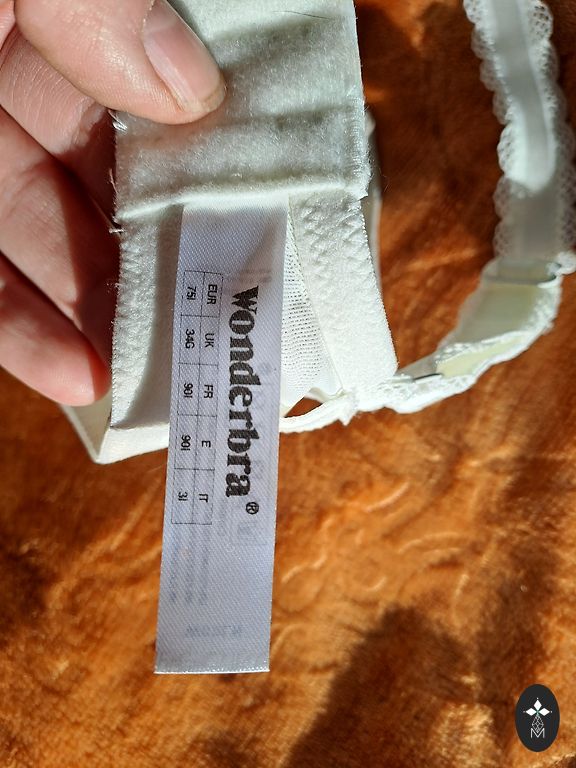 Wonderbra®
EUR UK FR E IT
75I 34G 90I 90I 3I
M